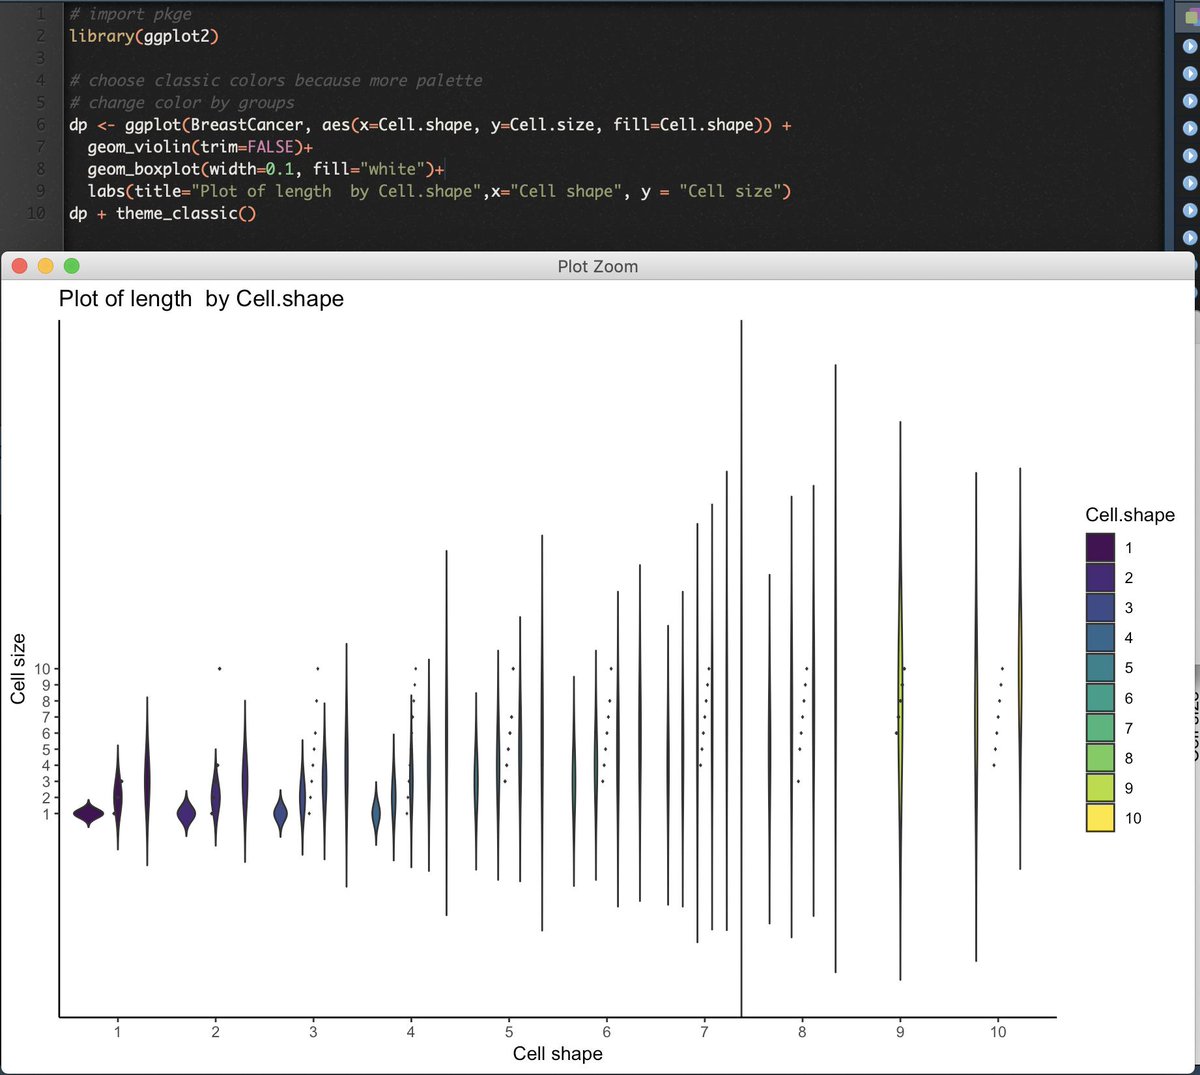 1 # import pkge
2 library(ggplot2)
3
4 # choose classic colors because more palette
5 # change color by groups
6 dp <- ggplot(BreastCancer, aes(x=Cell.shape, y=Cell.size, fill=Cell.shape)) +
7 geom_violin(trim=FALSE)+
8 geom_boxplot(width=0.1, fill="white")+
9 labs(title="Plot of length  by Cell.shape",x="Cell shape", y = "Cell size")
10 dp + theme_classic()
Plot Zoom
Plot of length  by Cell.shape
Cell size
10
9
8
7
6
5
4
3
2
1
1 2 3 4 5 6 7 8 9 10
Cell shape
Cell.shape
1
2
3
4
5
6
7
8
9
10